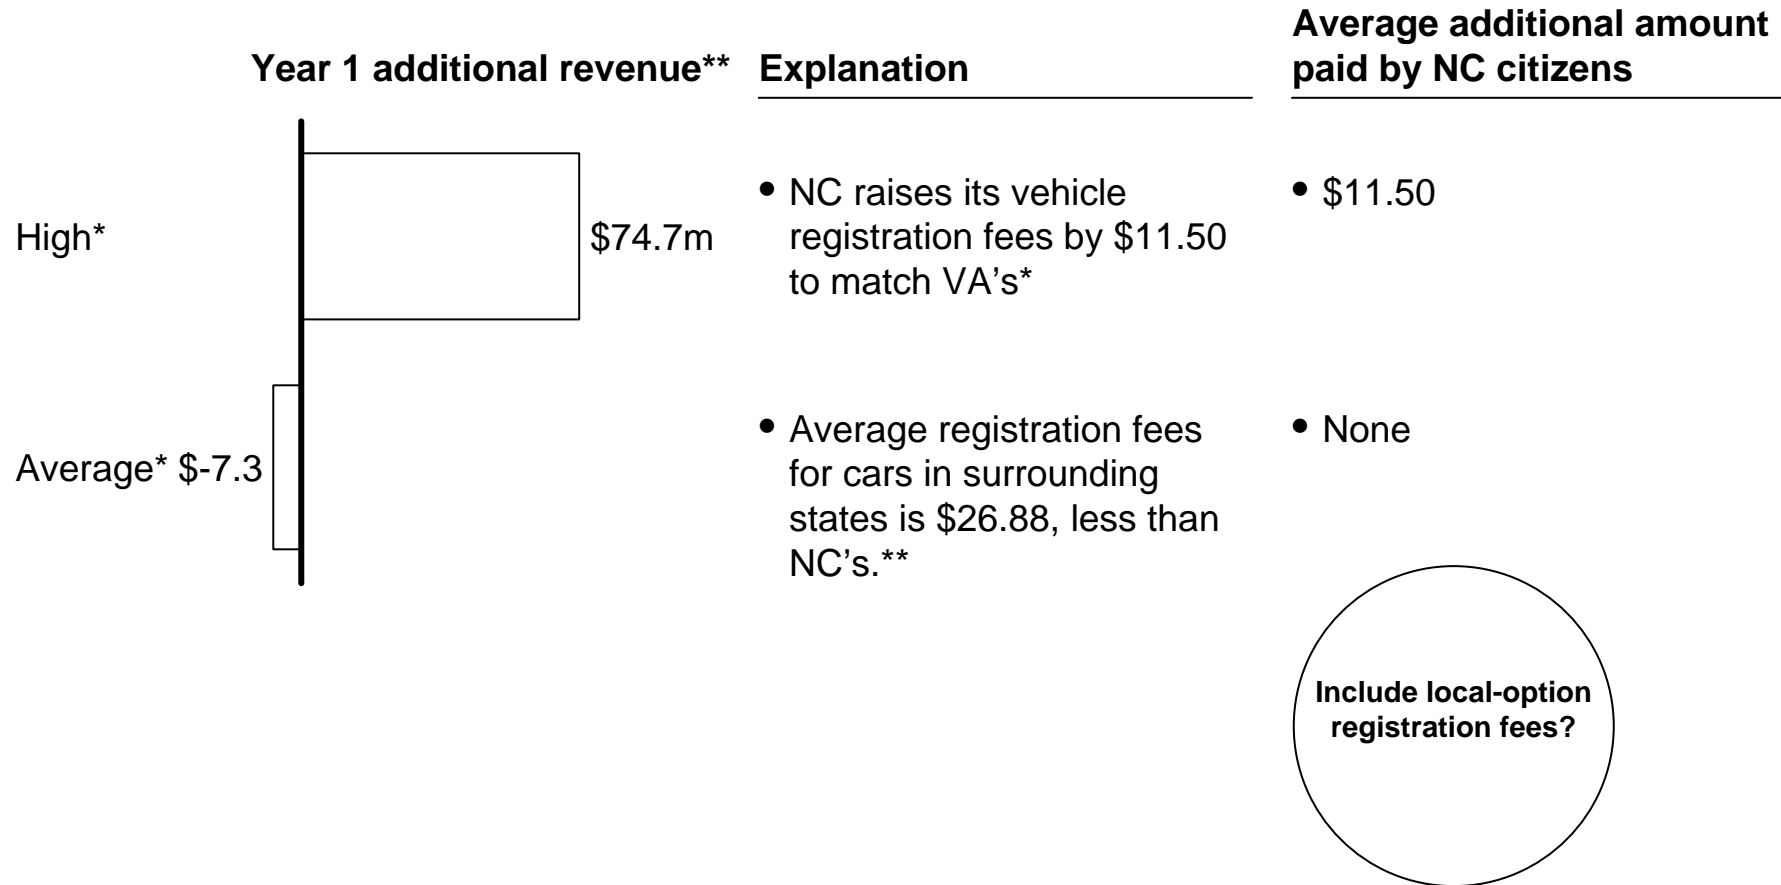 Year 1 additional revenue**
Explanation
Average additional amount
paid by NC citizens
High*
$74.7m
• NC raises its vehicle
registration fees by $11.50
to match VA’s*
• $11.50
Average* $-7.3
• Average registration fees
for cars in surrounding
states is $26.88, less than
NC’s.**
• None
Include local-option
registration fees?